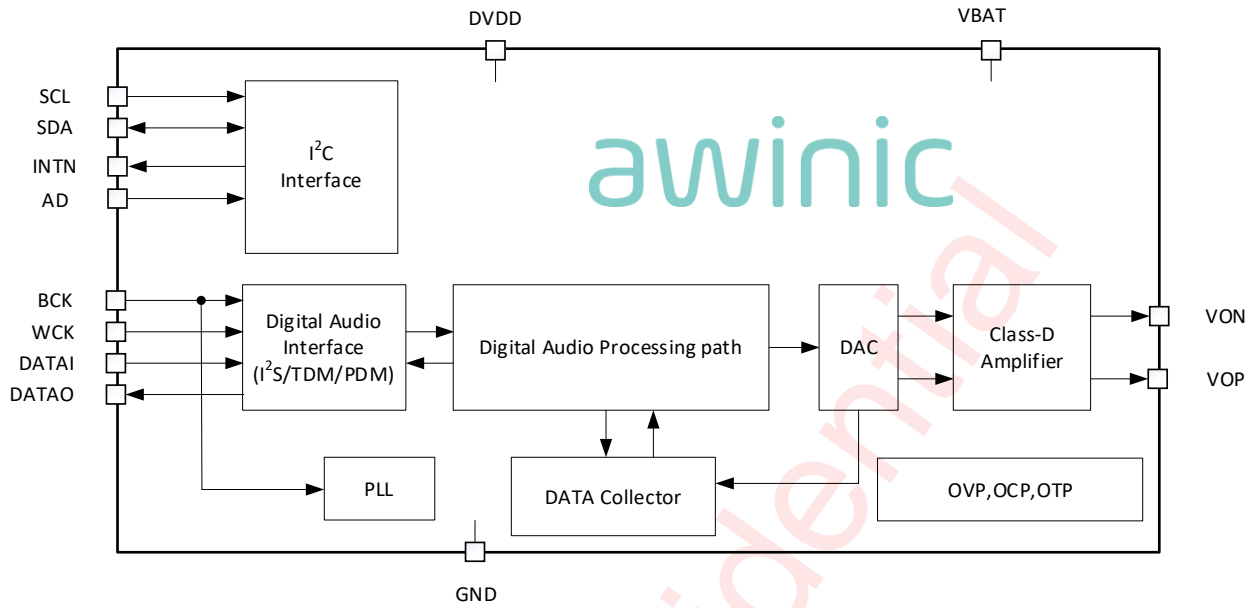 DVDD
VBAT
SCL
SDA
INTN
AD
I²C
Interface
awinic
BCK
WCK
DATAI
DATAO
Digital Audio
Interface
(I²S/TDM/PDM)
Digital Audio Processing path
DAC
Class-D
Amplifier
VON
VOP
PLL
DATA Collector
OVP,OCP,OTP
GND
idential